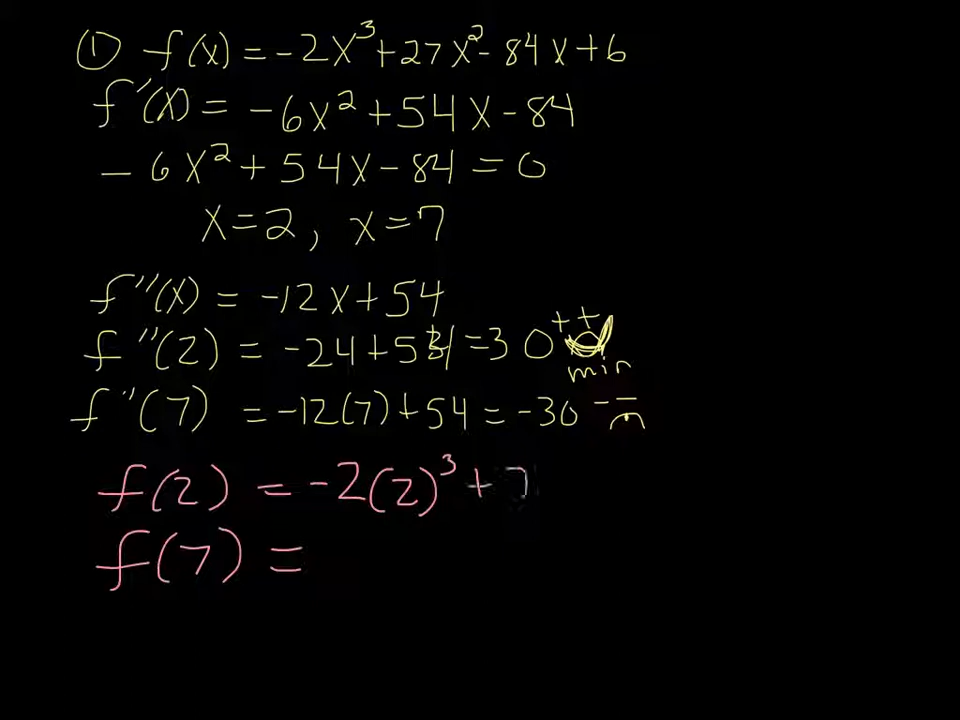 ① f(x) = -2x³+27x²-84x+6
f'(x) = -6x²+54x-84
-6x²+54x-84=0
x=2, x=7
f''(x) = -12x+54
f''(2) = -24+54=30 ++
min
f''(7) = -12(7)+54=-30 --
f(2) = -2(2)³+
f(7) =